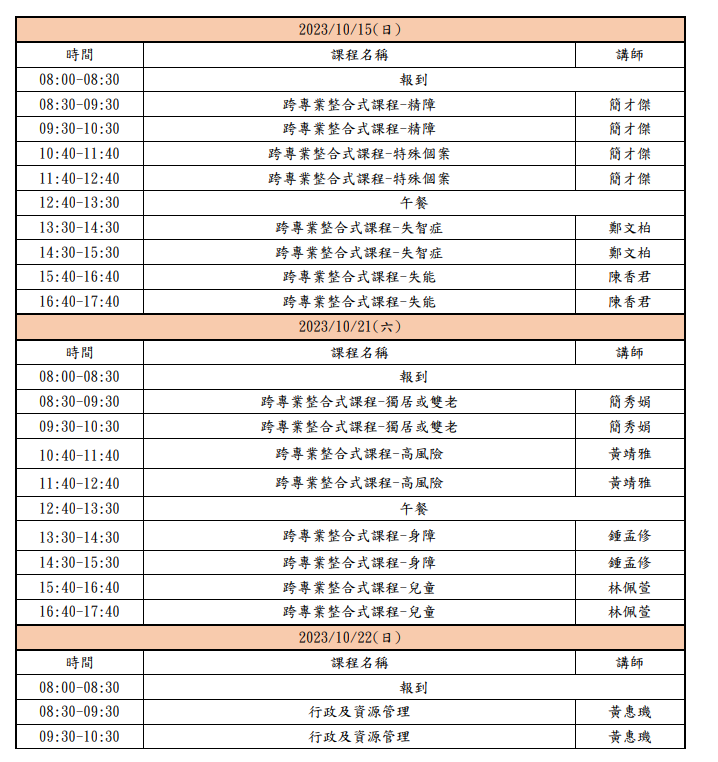 2023/10/15(日)
時間 課程名稱 講師
08:00-08:30 報到
08:30-09:30 跨專業整合式課程-精障 簡才傑
09:30-10:30 跨專業整合式課程-精障 簡才傑
10:40-11:40 跨專業整合式課程-特殊個案 簡才傑
11:40-12:40 跨專業整合式課程-特殊個案 簡才傑
12:40-13:30 午餐
13:30-14:30 跨專業整合式課程-失智症 鄭文柏
14:30-15:30 跨專業整合式課程-失智症 鄭文柏
15:40-16:40 跨專業整合式課程-失能 陳香君
16:40-17:40 跨專業整合式課程-失能 陳香君
2023/10/21(六)
時間 課程名稱 講師
08:00-08:30 報到
08:30-09:30 跨專業整合式課程-獨居或雙老 簡秀娟
09:30-10:30 跨專業整合式課程-獨居或雙老 簡秀娟
10:40-11:40 跨專業整合式課程-高風險 黃靖雅
11:40-12:40 跨專業整合式課程-高風險 黃靖雅
12:40-13:30 午餐
13:30-14:30 跨專業整合式課程-身障 鍾孟修
14:30-15:30 跨專業整合式課程-身障 鍾孟修
15:40-16:40 跨專業整合式課程-兒童 林佩萱
16:40-17:40 跨專業整合式課程-兒童 林佩萱
2023/10/22(日)
時間 課程名稱 講師
08:00-08:30 報到
08:30-09:30 行政及資源管理 黃惠璣
09:30-10:30 行政及資源管理 黃惠璣